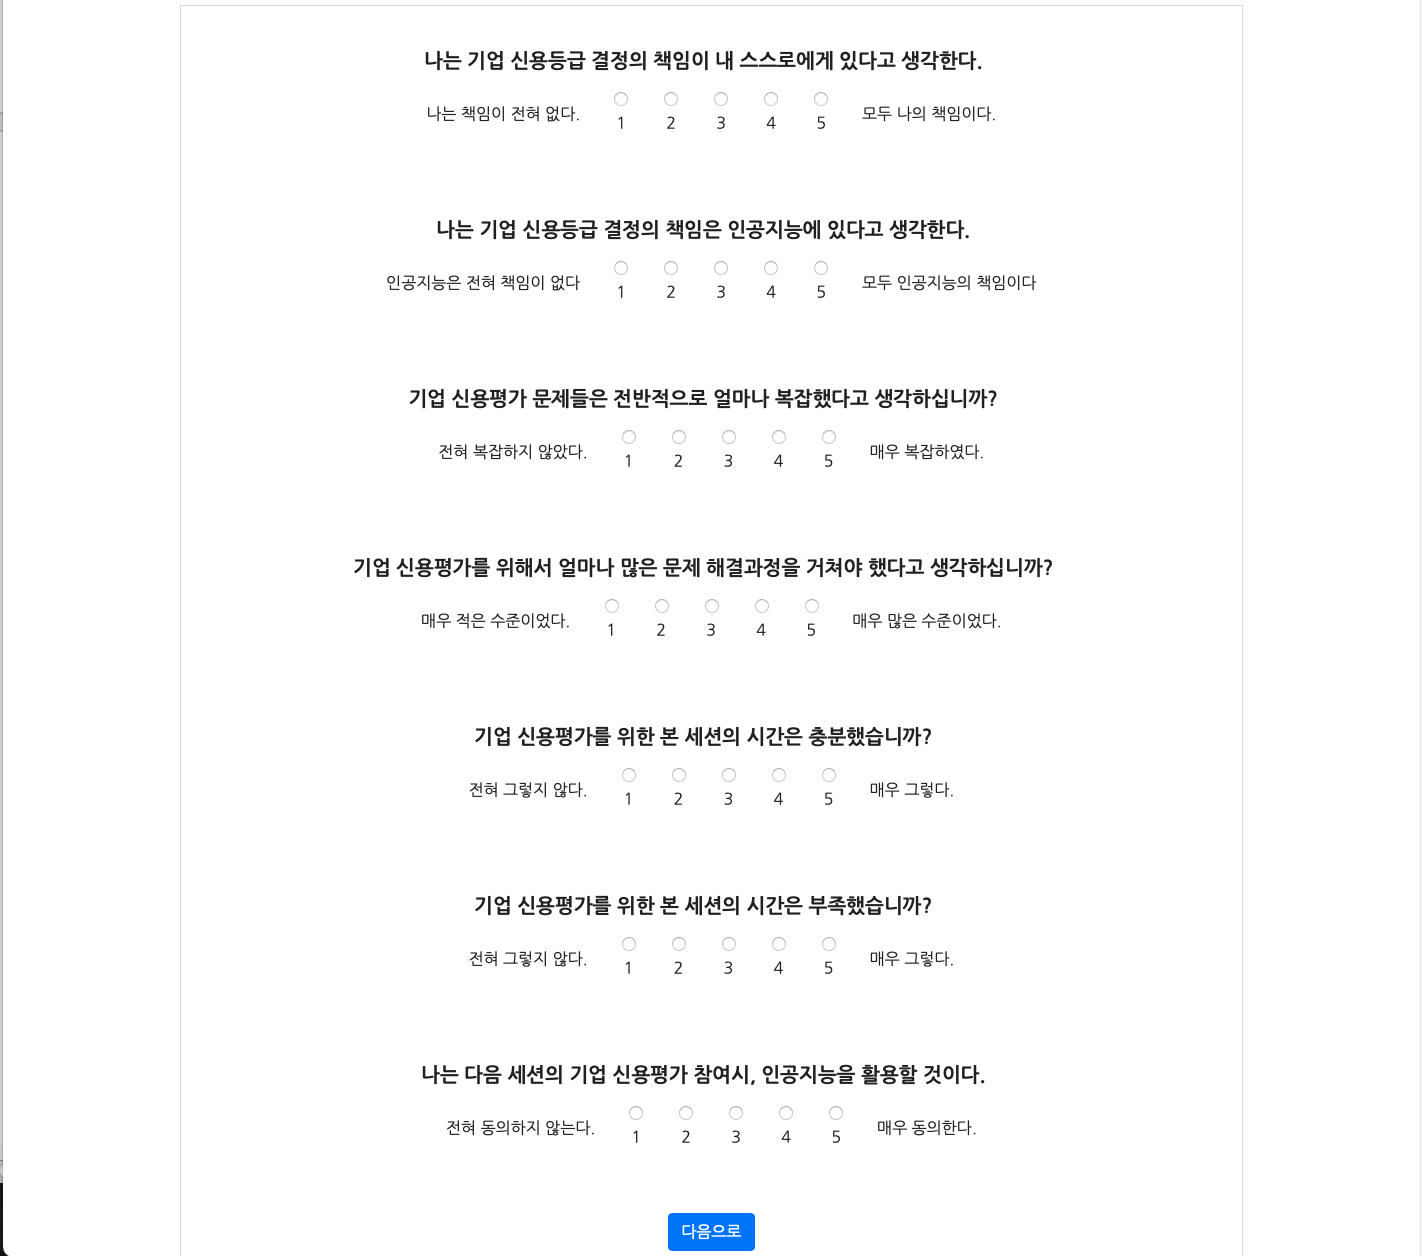 나는 기업 신용등급 결정의 책임이 내 스스로에게 있다고 생각한다.
나는 책임이 전혀 없다. 1 2 3 4 5 모두 나의 책임이다.
나는 기업 신용등급 결정의 책임은 인공지능에 있다고 생각한다.
인공지능은 전혀 책임이 없다 1 2 3 4 5 모두 인공지능의 책임이다
기업 신용평가 문제들은 전반적으로 얼마나 복잡했다고 생각하십니까?
전혀 복잡하지 않았다. 1 2 3 4 5 매우 복잡하였다.
기업 신용평가를 위해서 얼마나 많은 문제 해결과정을 거쳐야 했다고 생각하십니까?
매우 적은 수준이었다. 1 2 3 4 5 매우 많은 수준이었다.
기업 신용평가를 위한 본 세션의 시간은 충분했습니까?
전혀 그렇지 않다. 1 2 3 4 5 매우 그렇다.
기업 신용평가를 위한 본 세션의 시간은 부족했습니까?
전혀 그렇지 않다. 1 2 3 4 5 매우 그렇다.
나는 다음 세션의 기업 신용평가 참여시, 인공지능을 활용할 것이다.
전혀 동의하지 않는다. 1 2 3 4 5 매우 동의한다.
다음으로